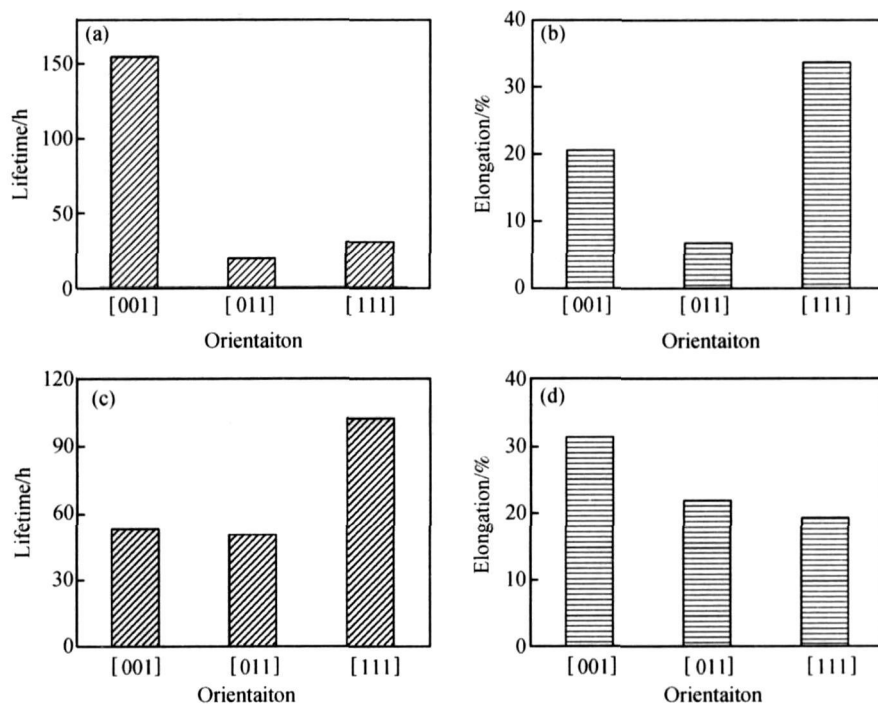 (a)
Lifetime/h
150
100
50
0
[001] [011] [111]
Orientaiton
(b)
Elongation/%
40
30
20
10
0
[001] [011] [111]
Orientaiton
(c)
Lifetime/h
120
90
60
30
0
[001] [011] [111]
Orientaiton
(d)
Elongation/%
40
30
20
10
0
[001] [011] [111]
Orientaiton